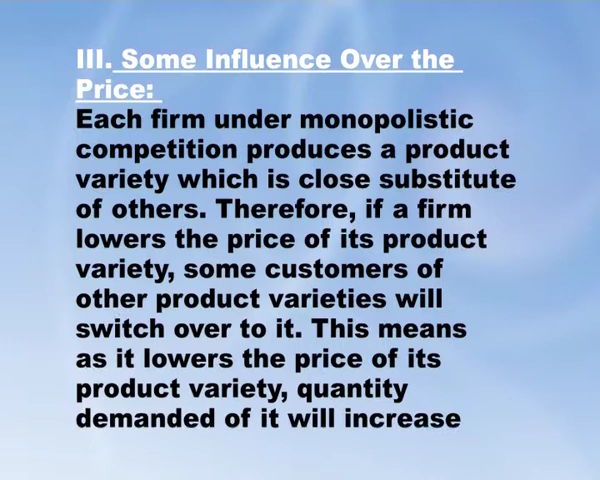 III. Some Influence Over the
Price:
Each firm under monopolistic
competition produces a product
variety which is close substitute
of others. Therefore, if a firm
lowers the price of its product
variety, some customers of
other product varieties will
switch over to it. This means
as it lowers the price of its
product variety, quantity
demanded of it will increase